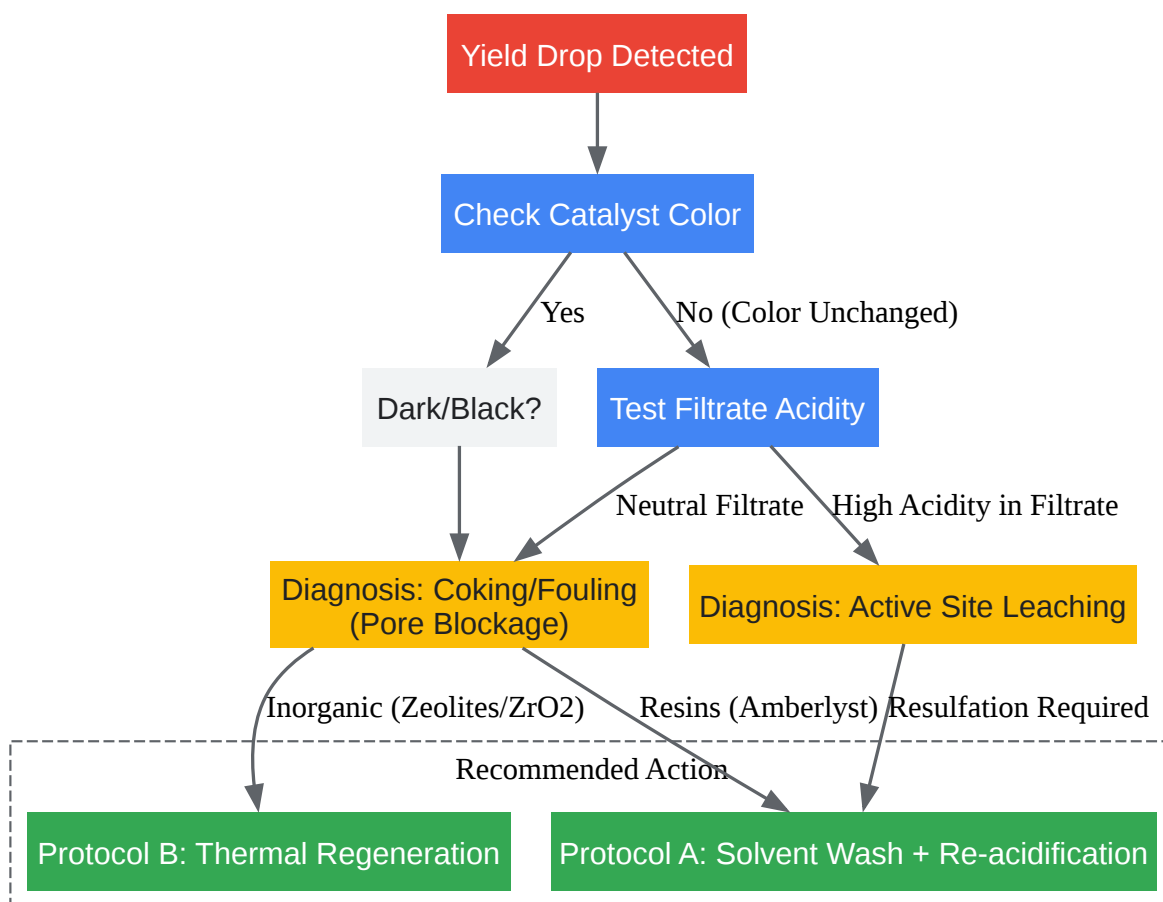 Yield Drop Detected
Check Catalyst Color
Yes
No (Color Unchanged)
Dark/Black?
Test Filtrate Acidity
Neutral Filtrate
High Acidity in Filtrate
Diagnosis: Coking/Fouling
(Pore Blockage)
Diagnosis: Active Site Leaching
Inorganic (Zeolites/ZrO2)
Resins (Amberlyst)
Resulfation Required
Recommended Action
Protocol B: Thermal Regeneration
Protocol A: Solvent Wash + Re-acidification